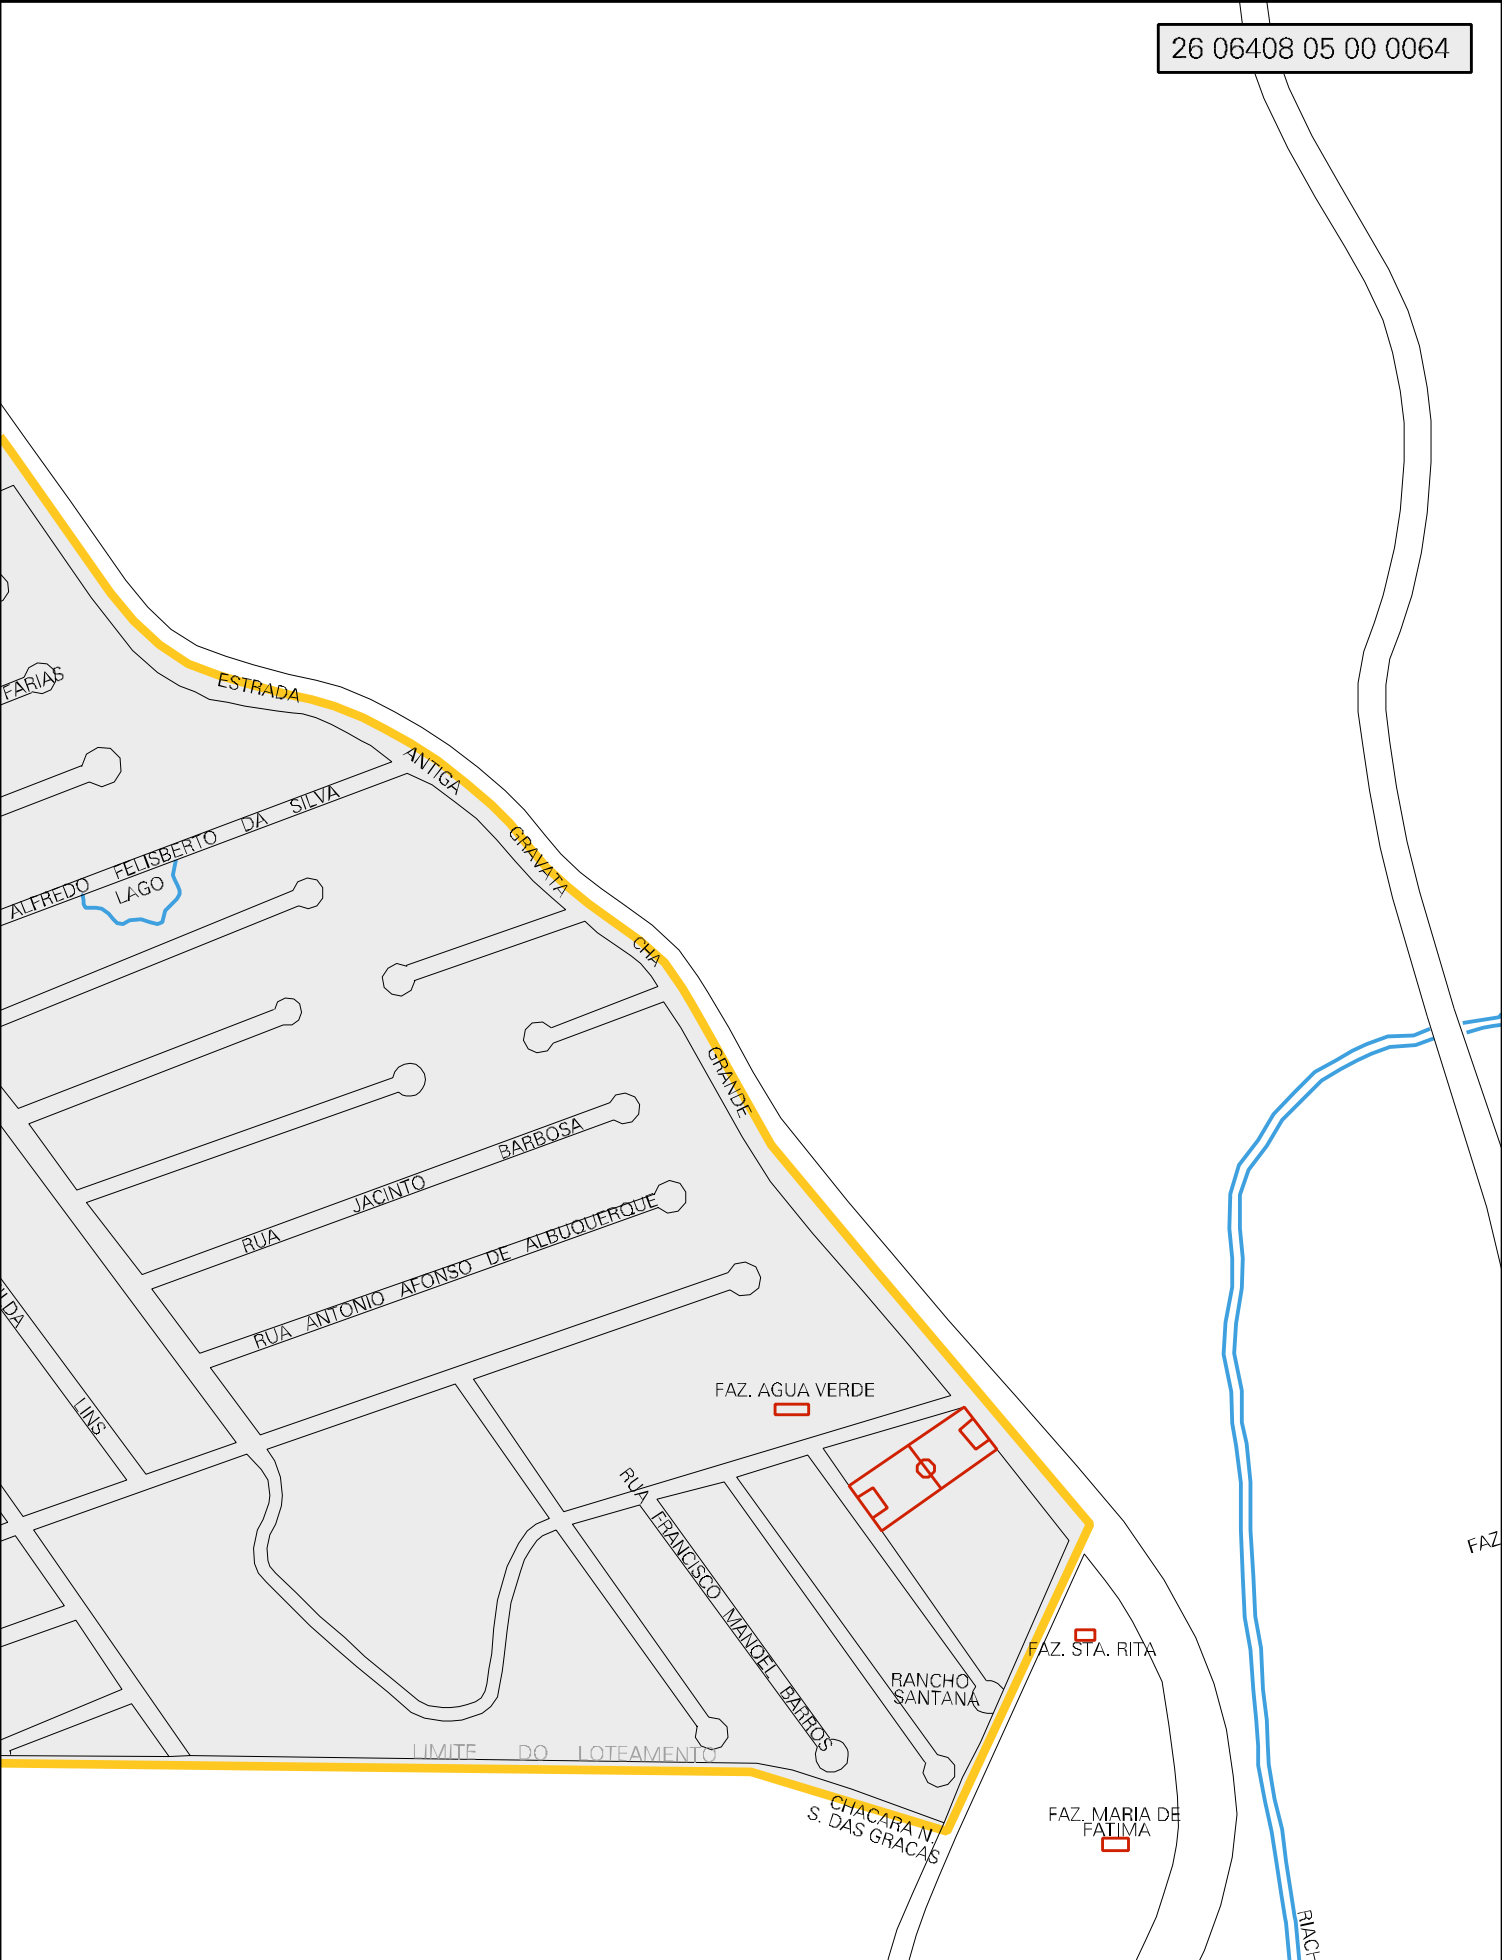 26 06408 05 00 0064
FARIAS
ESTRADA ANTIGA GRAVATA CHA GRANDE
ALFREDO FELISBERTO DA SILVA
LAGO
RUA JACINTO BARBOSA
RUA ANTONIO AFONSO DE ALBUQUERQUE
LINS
FAZ. AGUA VERDE
RUA FRANCISCO MANOEL BARROS
FAZ
FAZ. STA. RITA
RANCHO
SANTANA
LIMITE DO LOTEAMENTO
CHACARA N.
S. DAS GRACAS
FAZ. MARIA DE
FATIMA
RIACH